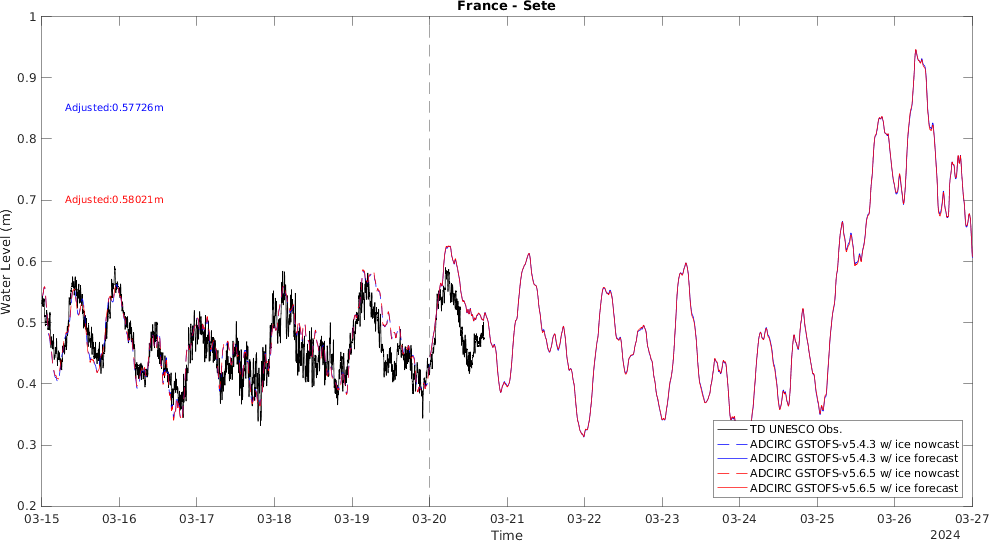 France - Sete
1
0.9
0.8
0.7
0.6
0.5
0.4
0.3
0.2
Water Level (m)
Adjusted:0.57726m
Adjusted:0.58021m
TD UNESCO Obs.
ADCIRC GSTOFS-v5.4.3 w/ ice nowcast
ADCIRC GSTOFS-v5.4.3 w/ ice forecast
ADCIRC GSTOFS-v5.6.5 w/ ice nowcast
ADCIRC GSTOFS-v5.6.5 w/ ice forecast
03-15 03-16 03-17 03-18 03-19 03-20 03-21 03-22 03-23 03-24 03-25 03-26 03-27
Time
2024